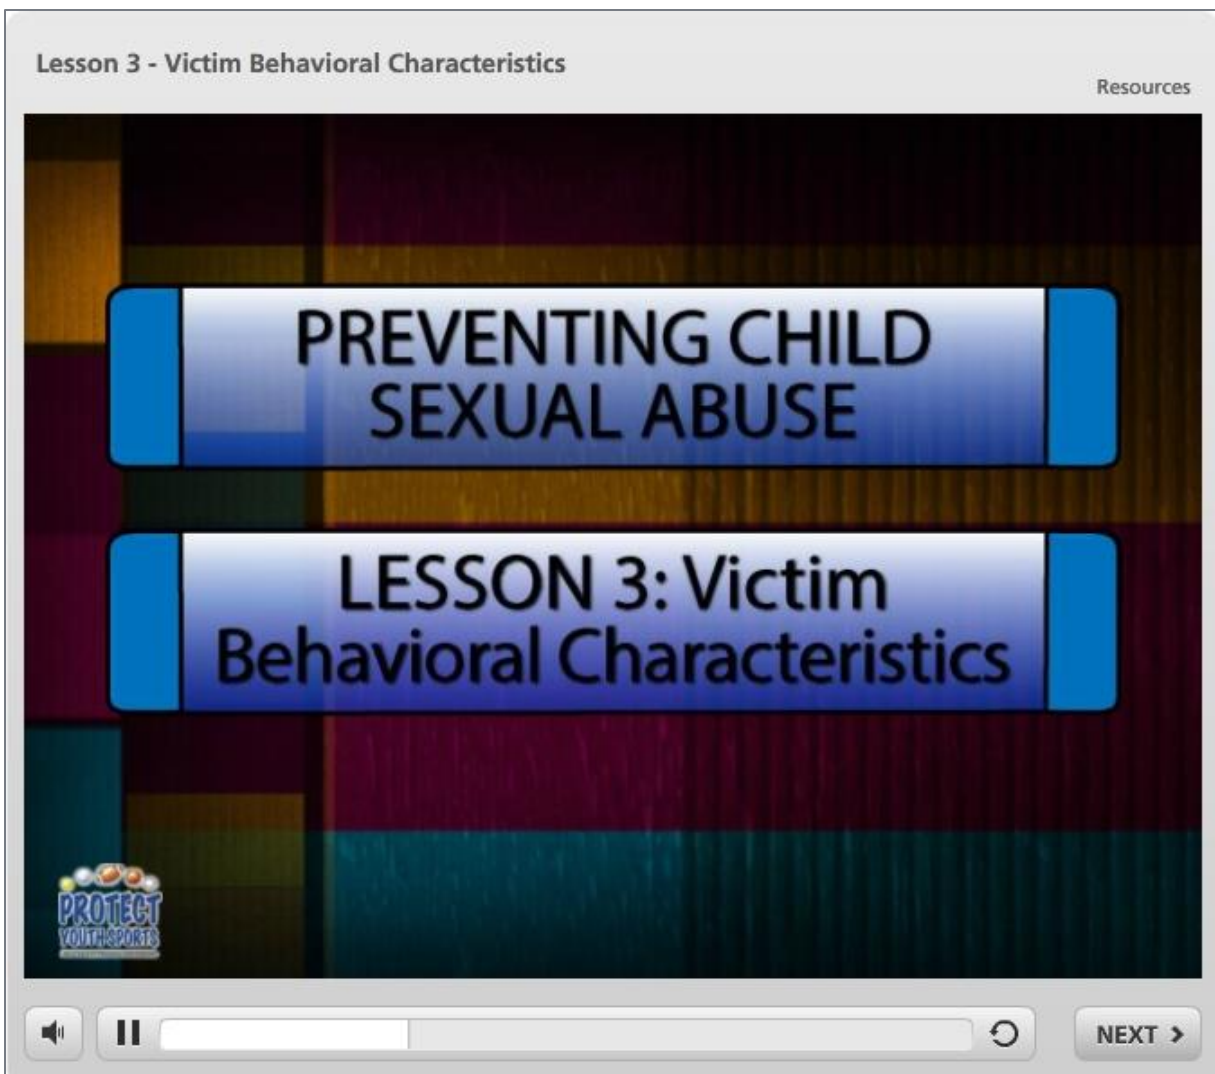 Lesson 3 - Victim Behavioral Characteristics
Resources
PREVENTING CHILD
SEXUAL ABUSE
LESSON 3: Victim
Behavioral Characteristics
PROTECT
YOUTH SPORTS
NEXT >